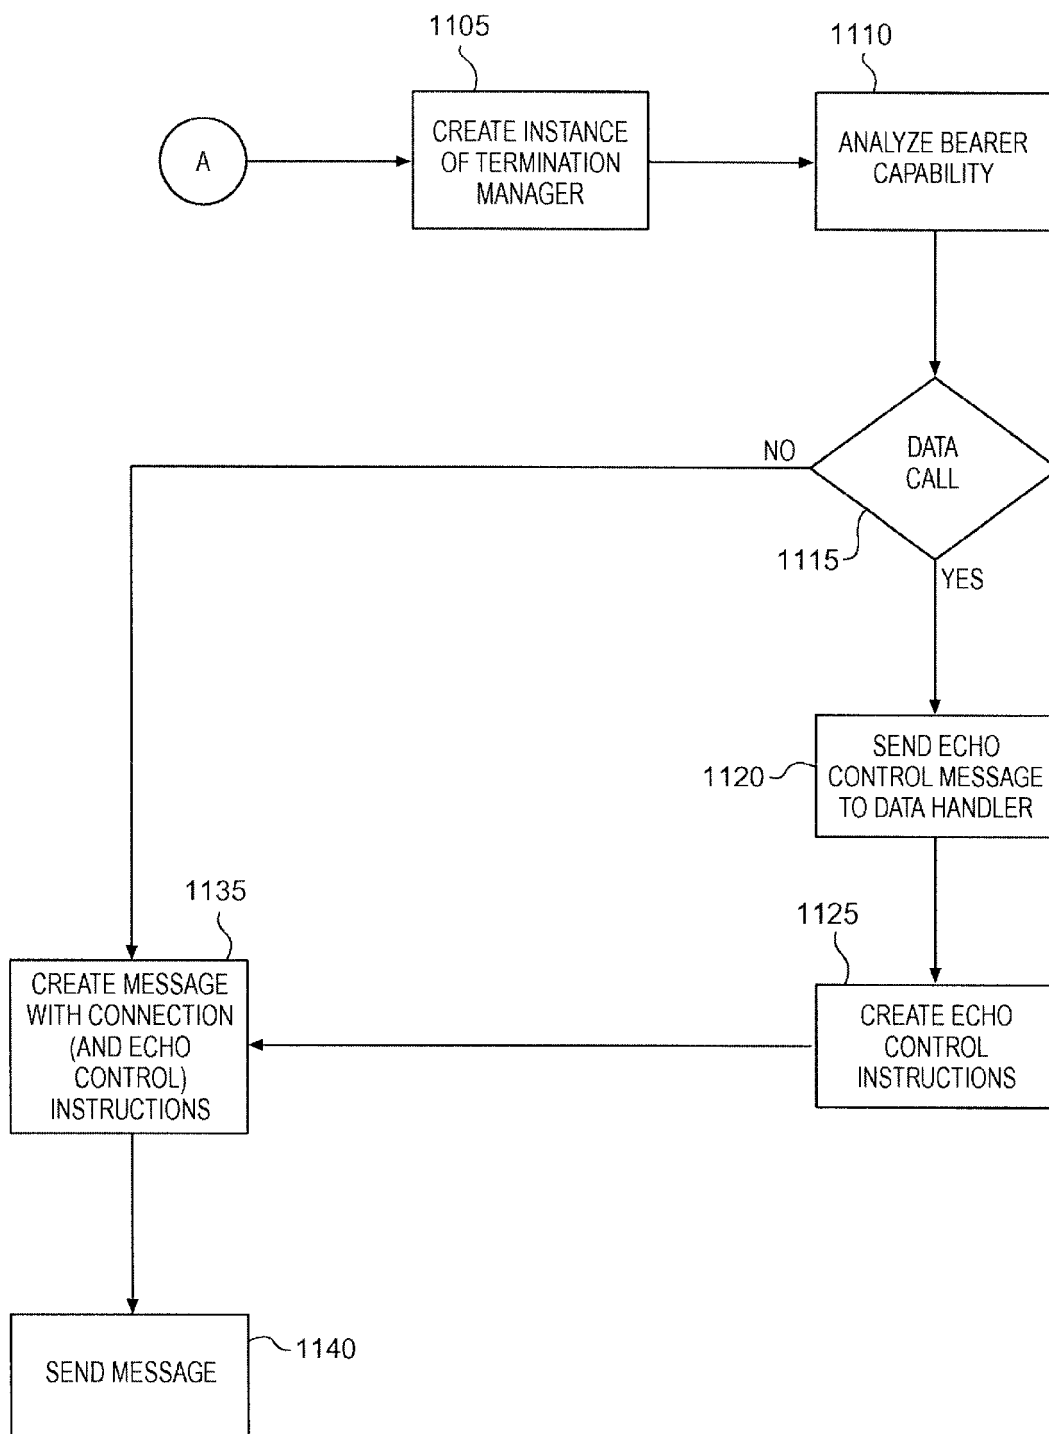 1105
1110
A
CREATE INSTANCE
OF TERMINATION
MANAGER
ANALYZE BEARER
CAPABILITY
NO
DATA
CALL
1115
YES
1120
SEND ECHO
CONTROL MESSAGE
TO DATA HANDLER
1135
1125
CREATE MESSAGE
WITH CONNECTION
(AND ECHO
CONTROL)
INSTRUCTIONS
CREATE ECHO
CONTROL
INSTRUCTIONS
SEND MESSAGE
1140